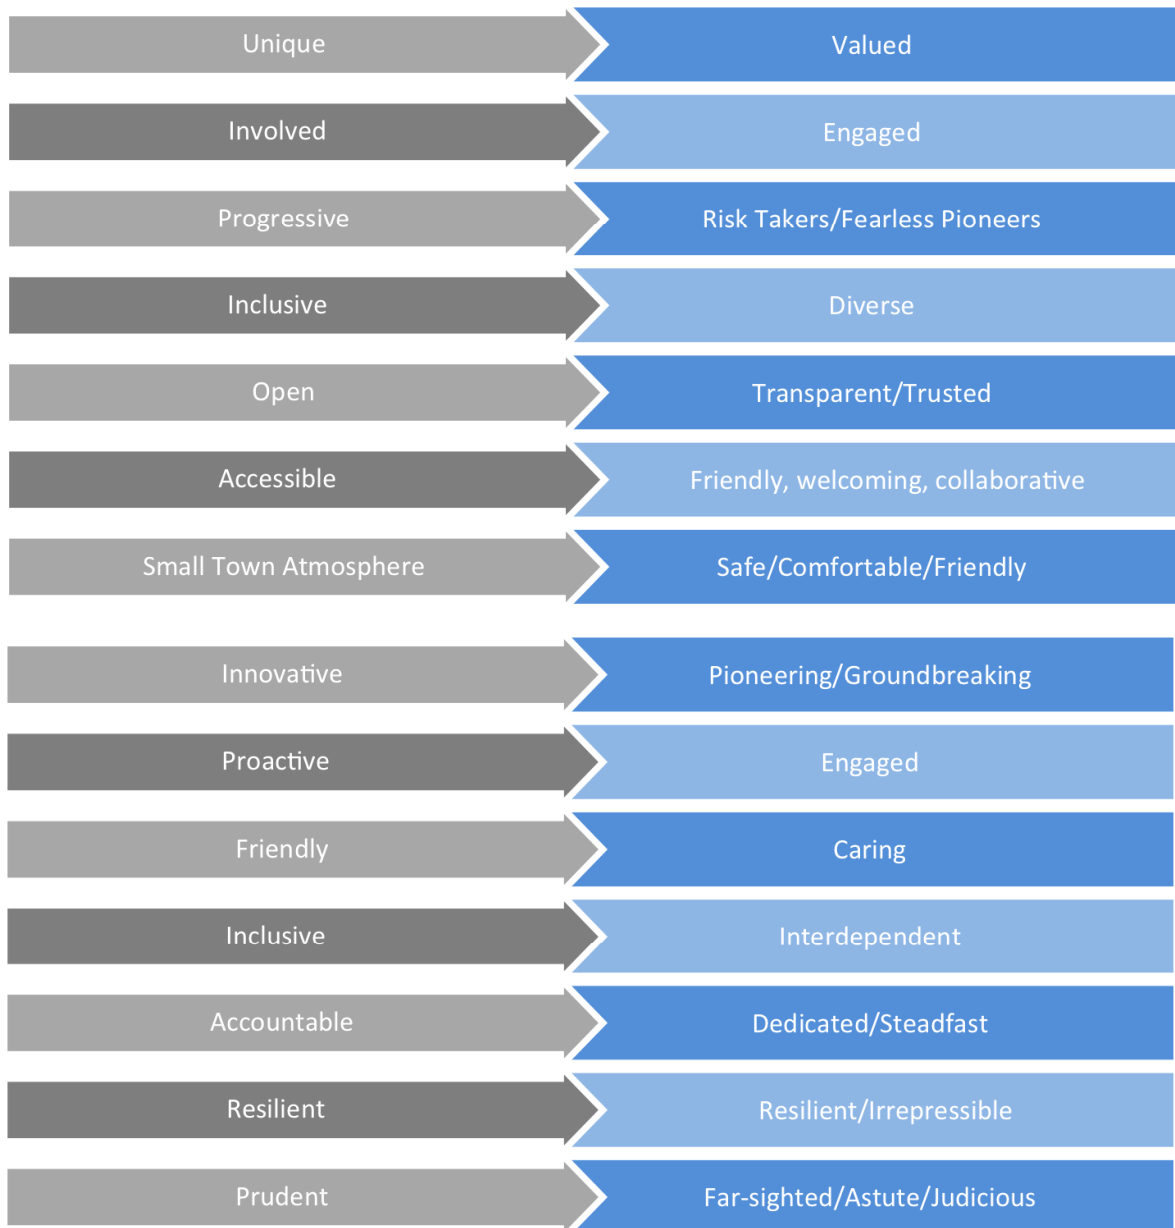 Unique Valued
Involved Engaged
Progressive Risk Takers/Fearless Pioneers
Inclusive Diverse
Open Transparent/Trusted
Accessible Friendly, welcoming, collaborative
Small Town Atmosphere Safe/Comfortable/Friendly
Innovative Pioneering/Groundbreaking
Proactive Engaged
Friendly Caring
Inclusive Interdependent
Accountable Dedicated/Steadfast
Resilient Resilient/Irrepressible
Prudent Far-sighted/Astute/Judicious